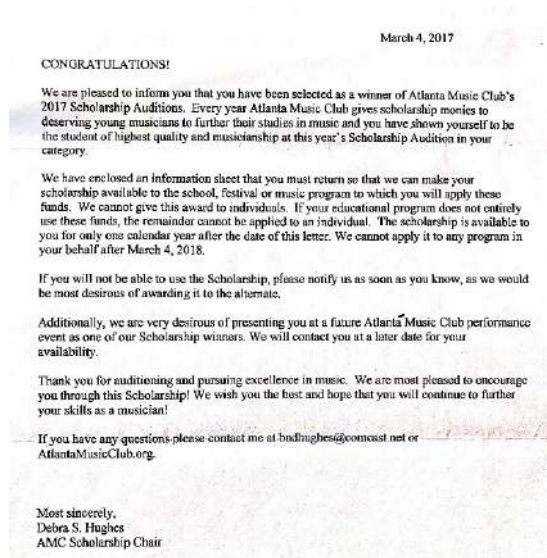 March 4, 2017
CONGRATULATIONS!
We are pleased to inform you that you have been selected as a winner of Atlanta Music Club's
2017 Scholarship Auditions. Every year Atlanta Music Club gives scholarship monies to
deserving young musicians to further their studies in music and you have shown yourself to be
the student of highest quality and musicianship at this year's Scholarship Audition in your
category.
We have enclosed an information sheet that you must return so that we can make your
scholarship available to the school, festival or music program to which you will apply these
funds. We cannot give this award to individuals. If your educational program does not entirely
use these funds, the remainder cannot be applied to an individual. The scholarship is available to
you for only one calendar year after the date of this letter. We cannot apply it to any program in
your behalf after March 4, 2018.
If you will not be able to use the Scholarship, please notify us as soon as you know, as we would
be most desirous of awarding it to the alternate.
Additionally, we are very desirous of presenting you at a future Atlanta Music Club performance
event as one of our Scholarship winners. We will contact you at a later date for your
availability.
Thank you for auditioning and pursuing excellence in music. We are most pleased to encourage
you through this Scholarship! We wish you the best and hope that you will continue to further
your skills as a musician!
If you have any questions please contact me at bndhughes@comcast.net or
AtlantaMusicClub.org.
Most sincerely,
Debra S. Hughes
AMC Scholarship Chair